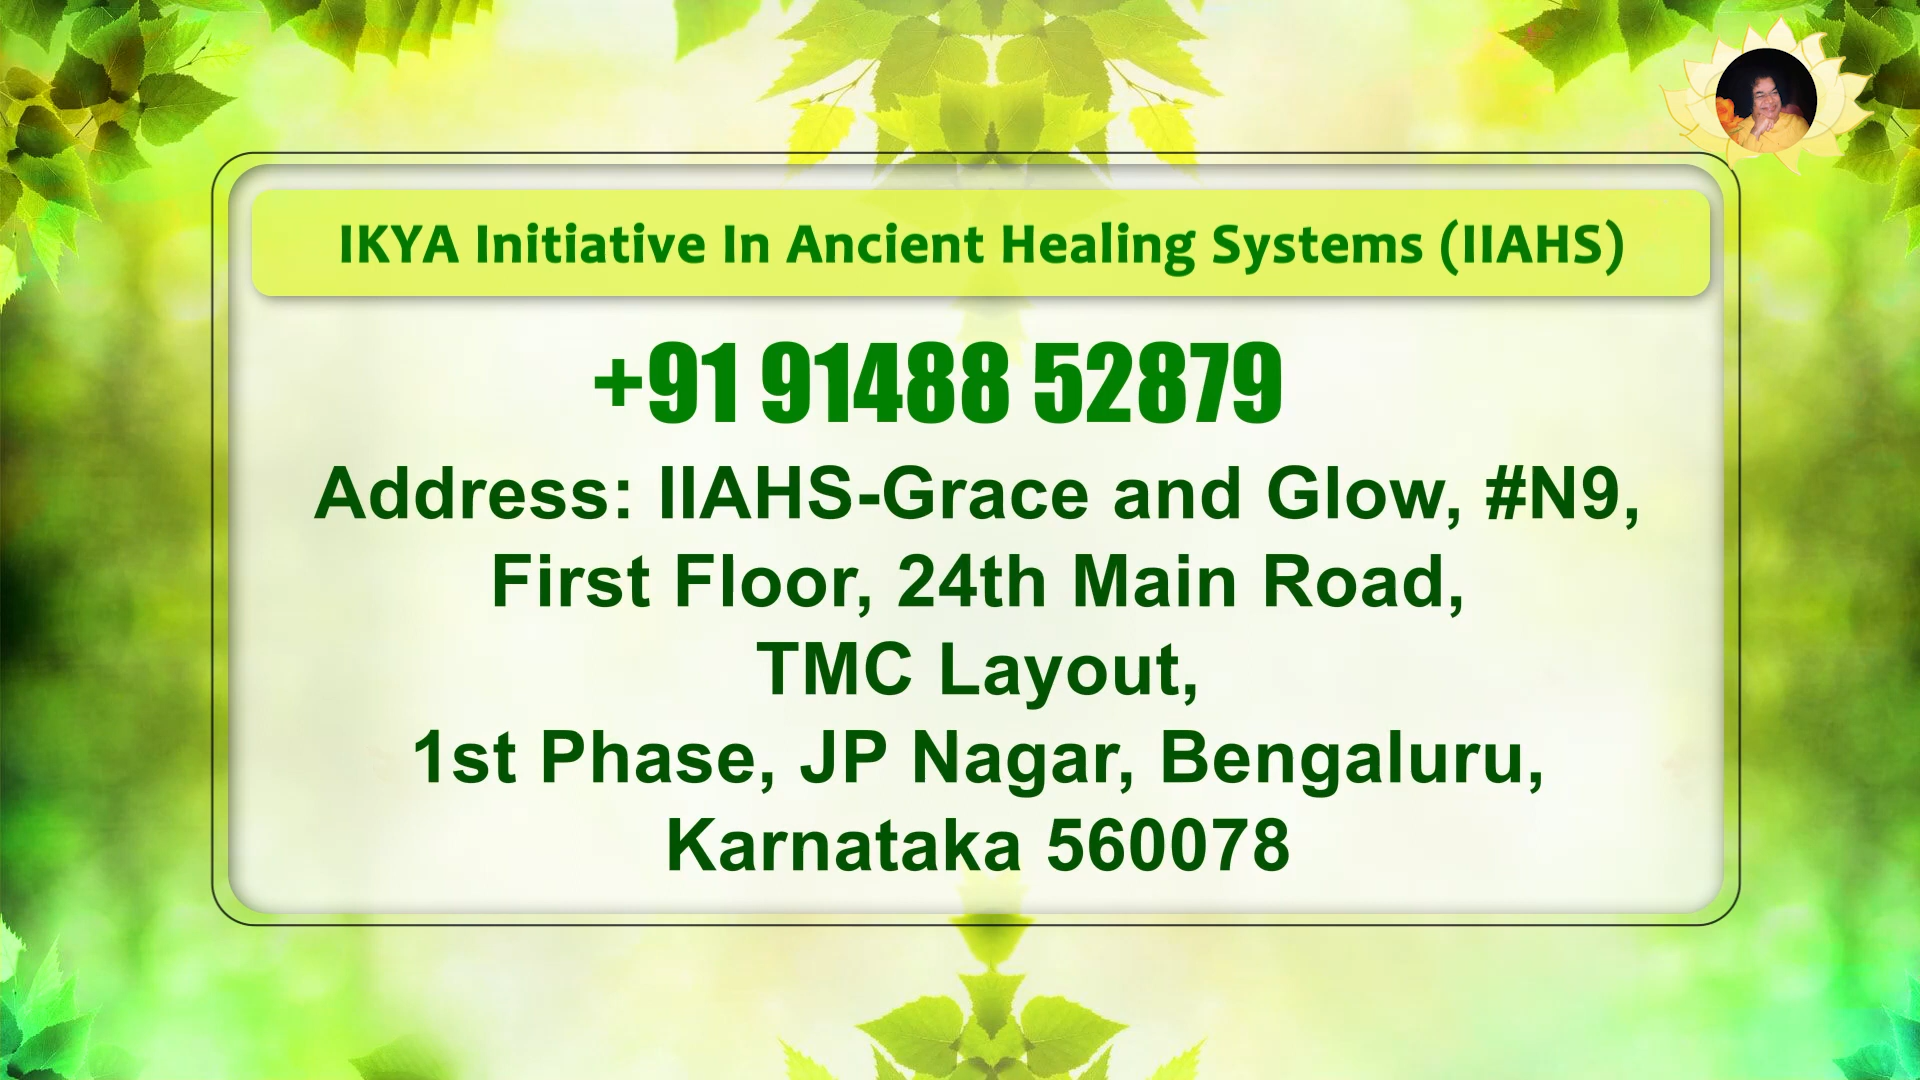 IKYA Initiative In Ancient Healing Systems (IIAHS)
+91 91488 52879
Address: IIAHS-Grace and Glow, #N9,
First Floor, 24th Main Road,
TMC Layout,
1st Phase, JP Nagar, Bengaluru,
Karnataka 560078